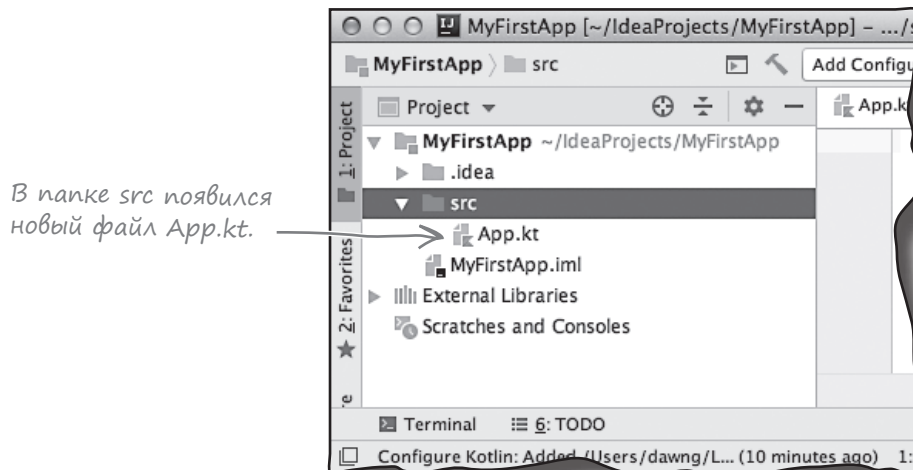 MyFirstApp [~/IdeaProjects/MyFirstApp] – .../s
MyFirstApp src
Add Configu
1: Project
Project
App.k
MyFirstApp ~/IdeaProjects/MyFirstApp
.idea
src
В папке src появился
новый файл App.kt.
App.kt
MyFirstApp.iml
2: Favorites
External Libraries
Scratches and Consoles
Terminal 6: TODO
Configure Kotlin: Added /Users/dawng/L... (10 minutes ago) 1: